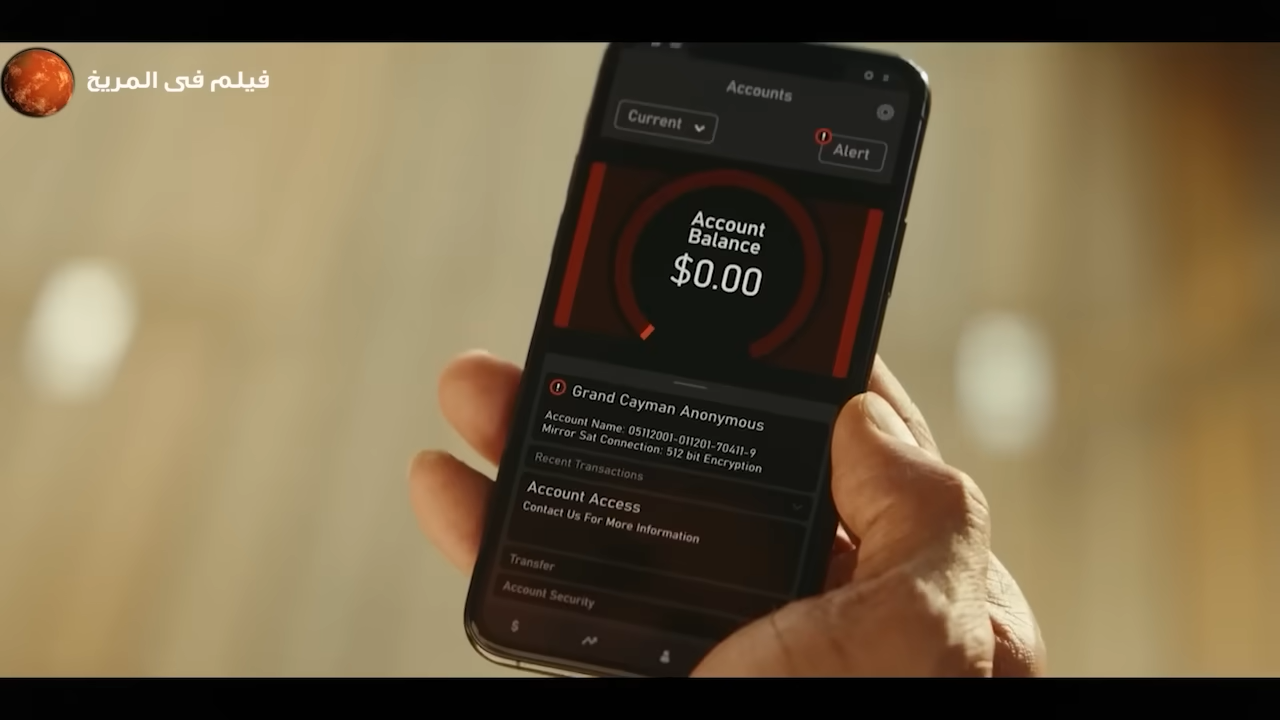 فيلم فى المريخ
Accounts
Current
Alert
Account
Balance
$0.00
Grand Cayman Anonymous
Account Name: 05112001-011201-70411-9
Mirror Sat Connection: 512 bit Encryption
Recent Transactions
Account Access
Contact Us For More Information
Transfer
Account Security